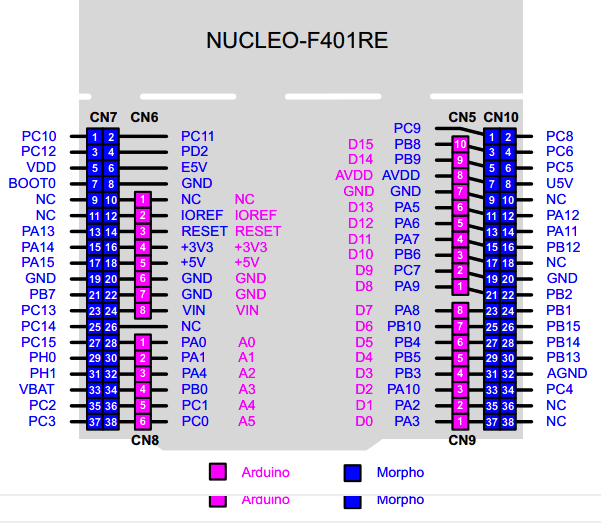 NUCLEO-F401RE
CN7 CN6 CN5 CN10
PC10 1 2 PC11 PC9 1 2 PC8
PC12 3 4 PD2 D15 PB8 10 3 4 PC6
VDD 5 6 E5V D14 PB9 9 5 6 PC5
BOOT0 7 8 GND AVDD AVDD 8 7 8 U5V
NC 9 10 1 NC NC GND GND 7 9 10 NC
NC 11 12 2 IOREF IOREF D13 PA5 6 11 12 PA12
PA13 13 14 3 RESET RESET D12 PA6 5 13 14 PA11
PA14 15 16 4 +3V3 +3V3 D11 PA7 4 15 16 PB12
PA15 17 18 5 +5V +5V D10 PB6 3 17 18 NC
GND 19 20 6 GND GND D9 PC7 2 19 20 GND
PB7 21 22 7 GND GND D8 PA9 1 21 22 PB2
PC13 23 24 8 VIN VIN D7 PA8 8 23 24 PB1
PC14 25 26 NC D6 PB10 7 25 26 PB15
PC15 27 28 1 PA0 A0 D5 PB4 6 27 28 PB14
PH0 29 30 2 PA1 A1 D4 PB5 5 29 30 PB13
PH1 31 32 3 PA4 A2 D3 PB3 4 31 32 AGND
VBAT 33 34 4 PB0 A3 D2 PA10 3 33 34 PC4
PC2 35 36 5 PC1 A4 D1 PA2 2 35 36 NC
PC3 37 38 6 PC0 A5 D0 PA3 1 37 38 NC
CN8 CN9
Arduino Morpho
Arduino Morpho